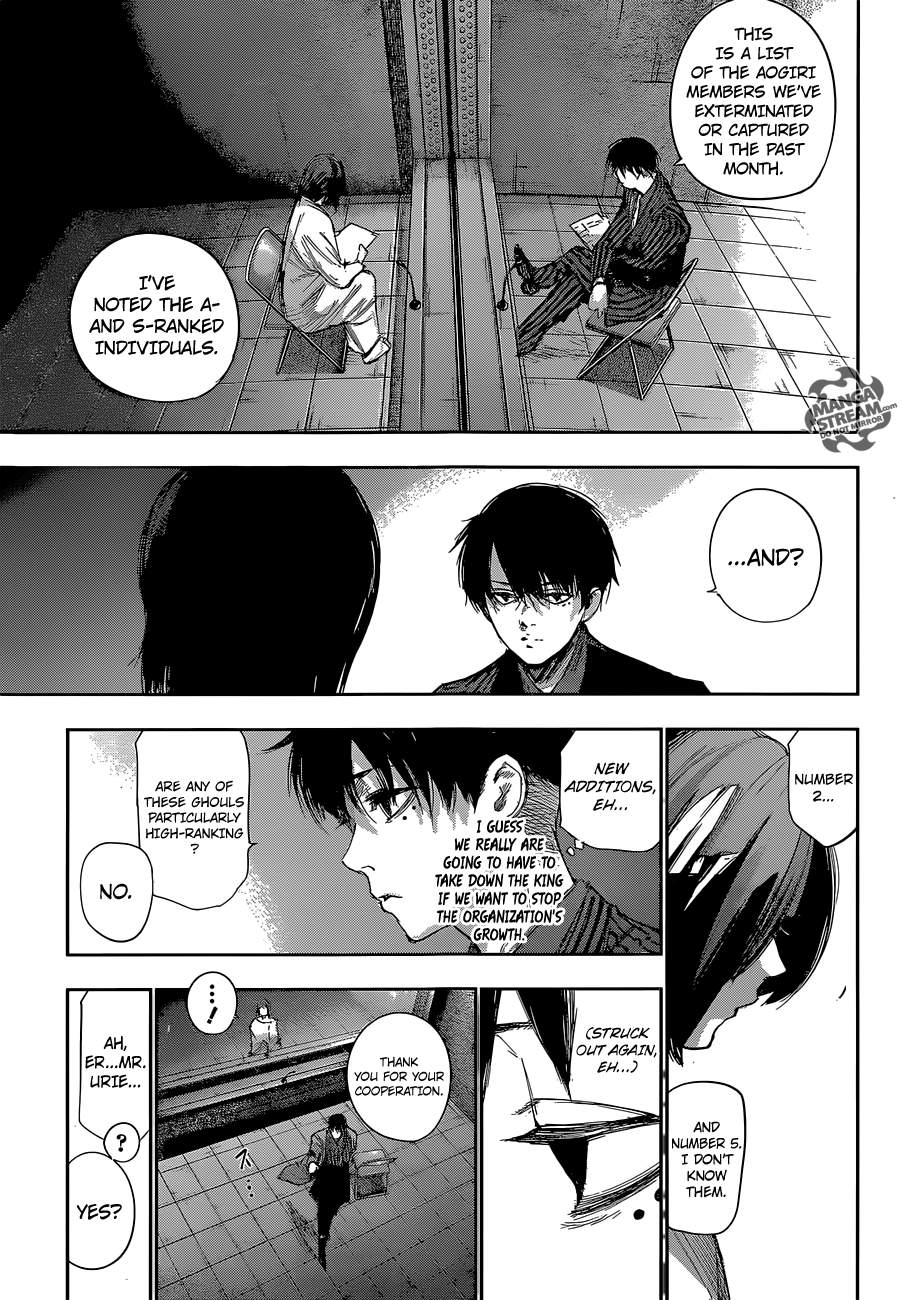 THIS
IS A LIST
OF THE AOGIRI
MEMBERS WE'VE
EXTERMINATED
OR CAPTURED
IN THE PAST
MONTH.
I'VE
NOTED THE A-
AND S-RANKED
INDIVIDUALS.
MANGA
STREAM.com
DO NOT MIRROR
...AND?
NUMBER
2...
AND
NUMBER 5.
I DON'T
KNOW
THEM.
NEW
ADDITIONS,
EH...
I GUESS
WE REALLY ARE
GOING TO HAVE TO
TAKE DOWN THE KING
IF WE WANT TO STOP
THE ORGANIZATION'S
GROWTH.
ARE ANY OF
THESE GHOULS
PARTICULARLY
HIGH-RANKING
?
NO.
(STRUCK
OUT AGAIN,
EH...)
THANK
YOU FOR YOUR
COOPERATION.
...!
AH,
ER...MR.
URIE...
?
YES?